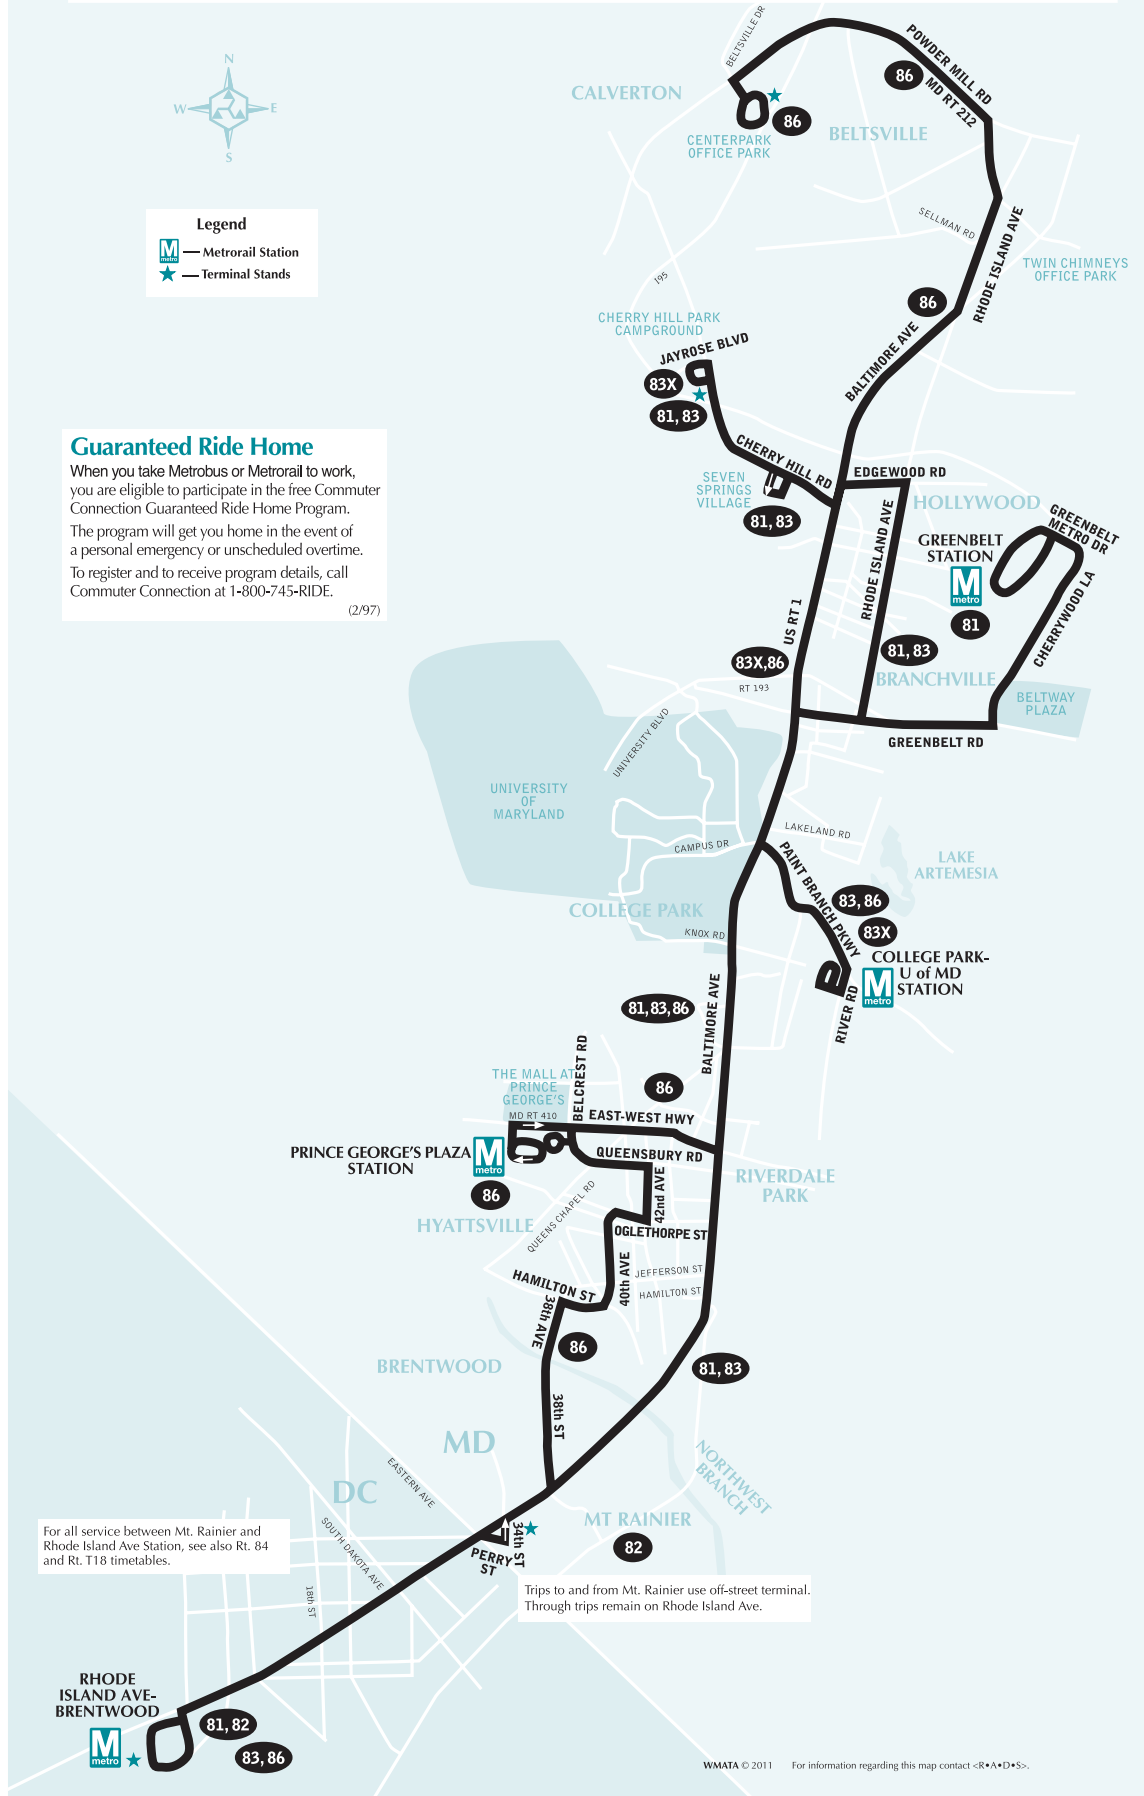 BELTSVILLE DR
POWDER MILL RD
86
MD RT 212
CALVERTON
86
BELTSVILLE
CENTERPARK
OFFICE PARK
N
W
E
S
Legend
M
metro
Metrorail Station
Terminal Stands
SELLMAN RD
RHODE ISLAND AVE
TWIN CHIMNEYS
OFFICE PARK
I95
86
CHERRY HILL PARK
CAMPGROUND
JAYROSE BLVD
BALTIMORE AVE
83X
81, 83
Guaranteed Ride Home
When you take Metrobus or Metrorail to work,
you are eligible to participate in the free Commuter
Connection Guaranteed Ride Home Program.
The program will get you home in the event of
a personal emergency or unscheduled overtime.
To register and to receive program details, call
Commuter Connection at 1-800-745-RIDE.
(2/97)
CHERRY HILL RD
SEVEN
SPRINGS
VILLAGE
81, 83
EDGEWOOD RD
HOLLYWOOD
GREENBELT
METRO DR
GREENBELT
STATION
M
metro
81
RHODE ISLAND AVE
CHERRYWOOD LA
US RT 1
81, 83
83X,86
RT 193
BRANCHVILLE
BELTWAY
PLAZA
GREENBELT RD
UNIVERSITY BLVD
UNIVERSITY
OF
MARYLAND
LAKELAND RD
CAMPUS DR
PAINT BRANCH PKWY
LAKE
ARTEMESIA
83, 86
83X
COLLEGE PARK
KNOX RD
COLLEGE PARK-
U of MD
STATION
M
metro
RIVER RD
81,83,86
BALTIMORE AVE
86
THE MALL AT
PRINCE
GEORGE'S
BELCREST RD
MD RT 410
EAST-WEST HWY
PRINCE GEORGE'S PLAZA
STATION
M
metro
86
QUEENSBURY RD
RIVERDALE
PARK
42nd AVE
HYATTSVILLE
QUEENS CHAPEL RD
OGLETHORPE ST
40th AVE
JEFFERSON ST
HAMILTON ST
HAMILTON ST
38th AVE
86
BRENTWOOD
81, 83
38th ST
MD
NORTHWEST
BRANCH
EASTERN AVE
DC
SOUTH DAKOTA AVE
MT RAINIER
82
34th ST
PERRY
ST
For all service between Mt. Rainier and
Rhode Island Ave Station, see also Rt. 84
and Rt. T18 timetables.
Trips to and from Mt. Rainier use off-street terminal.
Through trips remain on Rhode Island Ave.
18th ST
RHODE
ISLAND AVE-
BRENTWOOD
M
metro
81, 82
83, 86
WMATA © 2011 For information regarding this map contact <R•A•D•S>.